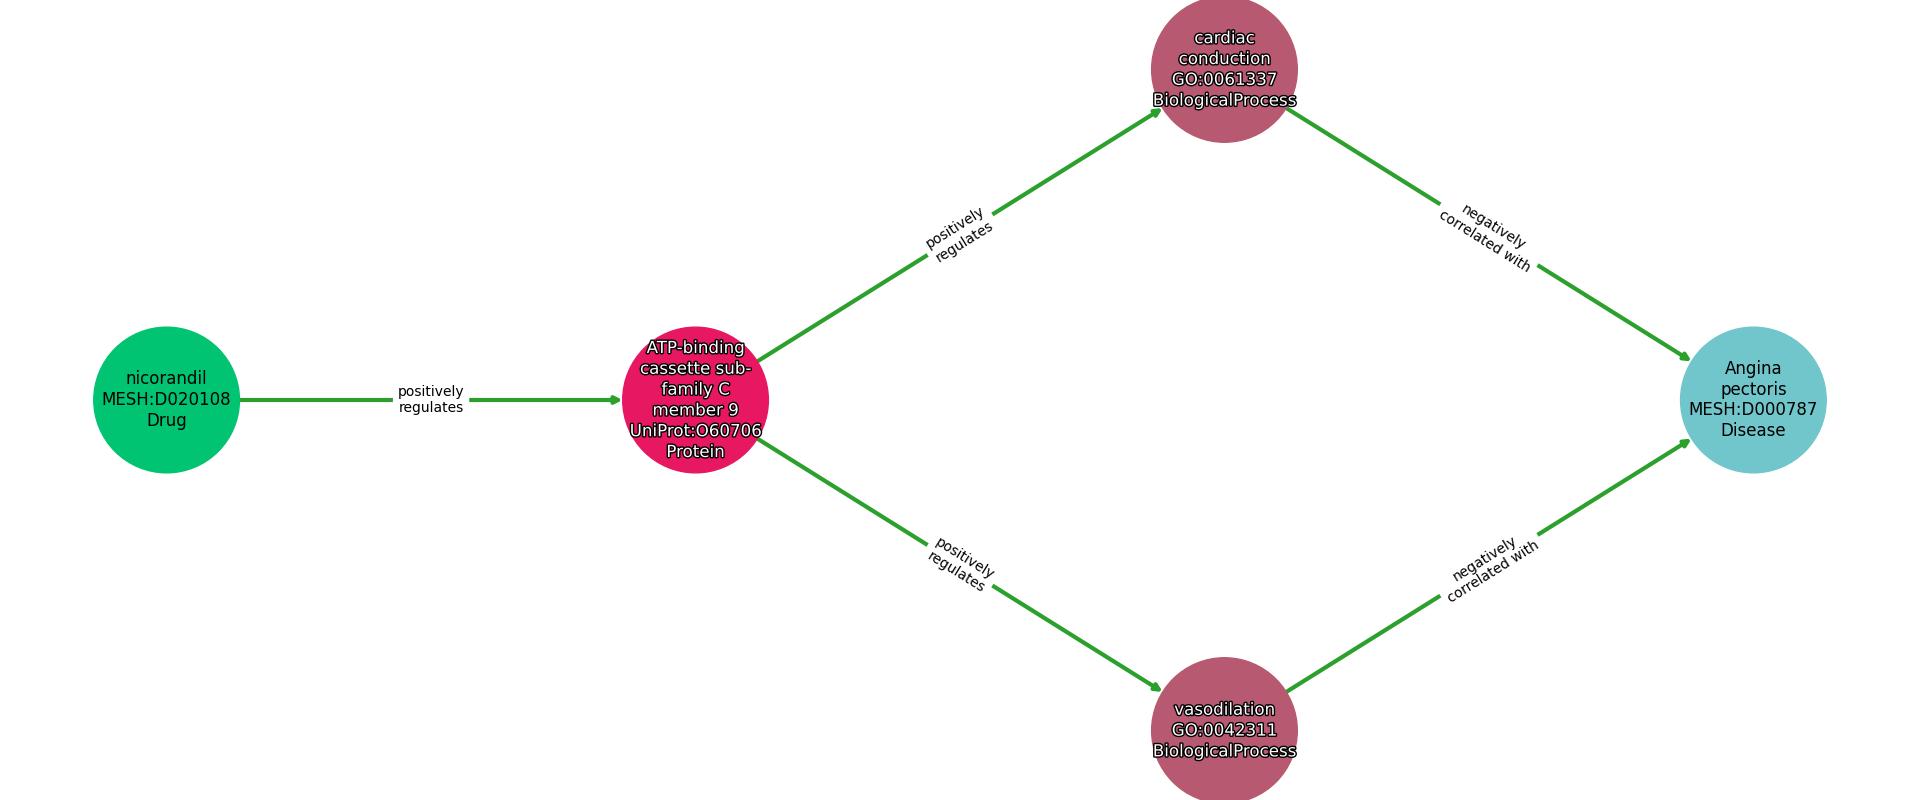 cardiac
conduction
GO:0061337
BiologicalProcess
positively
regulates
negatively
correlated with
nicorandil
MESH:D020108
Drug
positively
regulates
ATP-binding
cassette sub-
family C
member 9
UniProt:O60706
Protein
Angina
pectoris
MESH:D000787
Disease
positively
regulates
negatively
correlated with
vasodilation
GO:0042311
BiologicalProcess